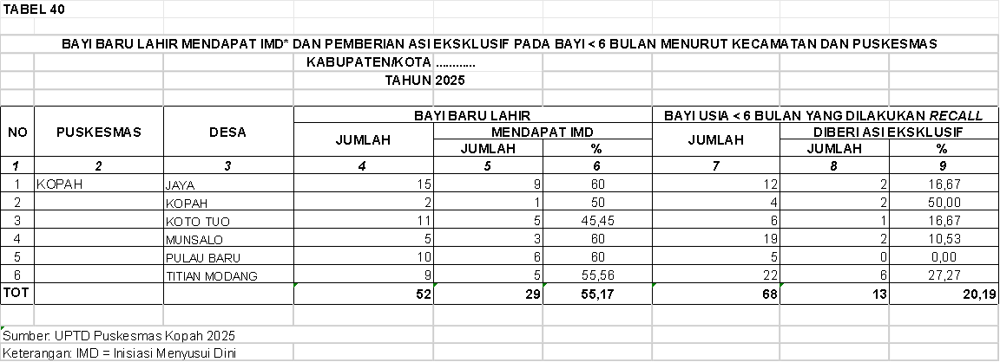 TABEL 40
BAYI BARU LAHIR MENDAPAT IMD* DAN PEMBERIAN ASI EKSKLUSIF PADA BAYI < 6 BULAN MENURUT KECAMATAN DAN PUSKESMAS
KABUPATEN/KOTA ............
TAHUN 2025
NO PUSKESMAS DESA BAYI BARU LAHIR BAYI USIA < 6 BULAN YANG DILAKUKAN RECALL
JUMLAH MENDAPAT IMD JUMLAH DIBERI ASI EKSKLUSIF
JUMLAH % JUMLAH %
1 2 3 4 5 6 7 8 9
1 KOPAH JAYA 15 9 60 12 2 16,67
2 KOPAH 2 1 50 4 2 50,00
3 KOTO TUO 11 5 45,45 6 1 16,67
4 MUNSALO 5 3 60 19 2 10,53
5 PULAU BARU 10 6 60 5 0 0,00
6 TITIAN MODANG 9 5 55,56 22 6 27,27
TOT 52 29 55,17 68 13 20,19
Sumber: UPTD Puskesmas Kopah 2025
Keterangan: IMD = Inisiasi Menyusui Dini